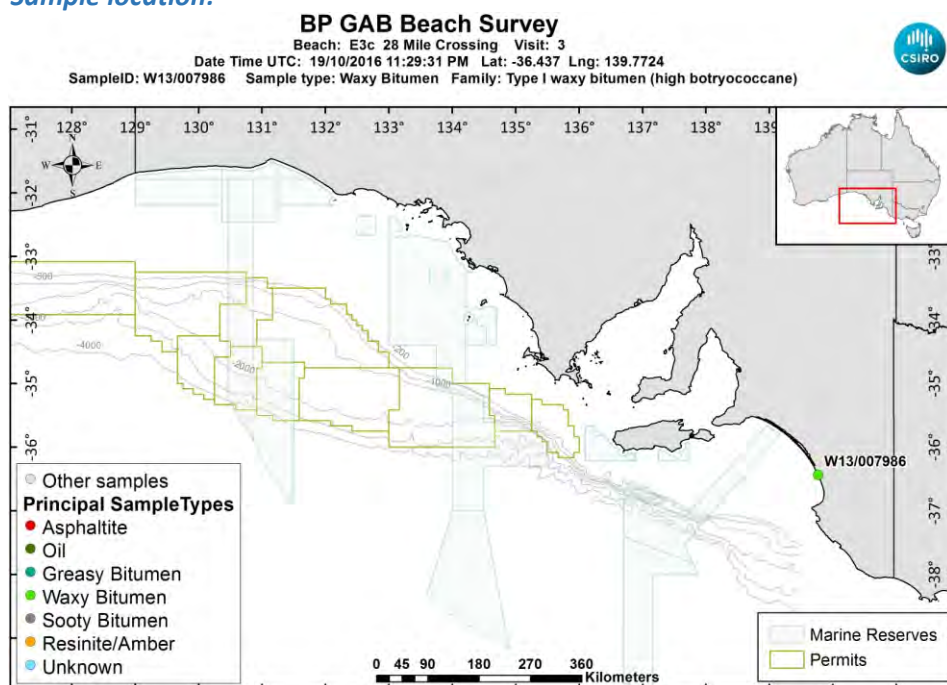 Sample location:
BP GAB Beach Survey
Beach: E3c 28 Mile Crossing Visit: 3
Date Time UTC: 19/10/2016 11:29:31 PM Lat: -36.437 Lng: 139.7724
SampleID: W13/007986 Sample type: Waxy Bitumen Family: Type I waxy bitumen (high botryococcane)
CSIRO
128° 129° 130° 131° 132° 133° 134° 135° 136° 137° 138° 139
-31°
-32°
-33°
-34°
-35°
-36°
-34°
-35°
-36°
-37°
-38°
N
W E
S
-4000
-2000
-200
-1000
W13/007986
Other samples
Principal SampleTypes
Asphaltite
Oil
Greasy Bitumen
Waxy Bitumen
Sooty Bitumen
Resinite/Amber
Unknown
0 45 90 180 270 360
Kilometers
Marine Reserves
Permits